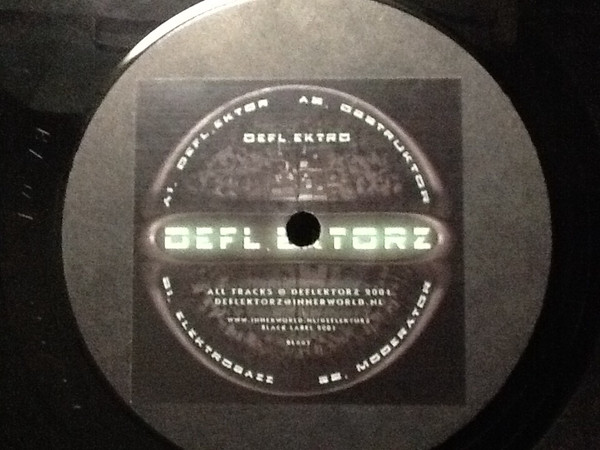 A1. DEFL.EKTOR
A2. DESTRUKTOR
DEFL.EKTRO
DEFL.EKTORZ
ALL TRACKS @ DEFLEKTORZ 2001
DEFLEKTORZ@INNERWORLD.NL
WWW.INNERWORLD.NL/DEFLEKTORZ
BLACK LABEL 2001
B1. ELEKTROBAZZ
B2. MODERATOR